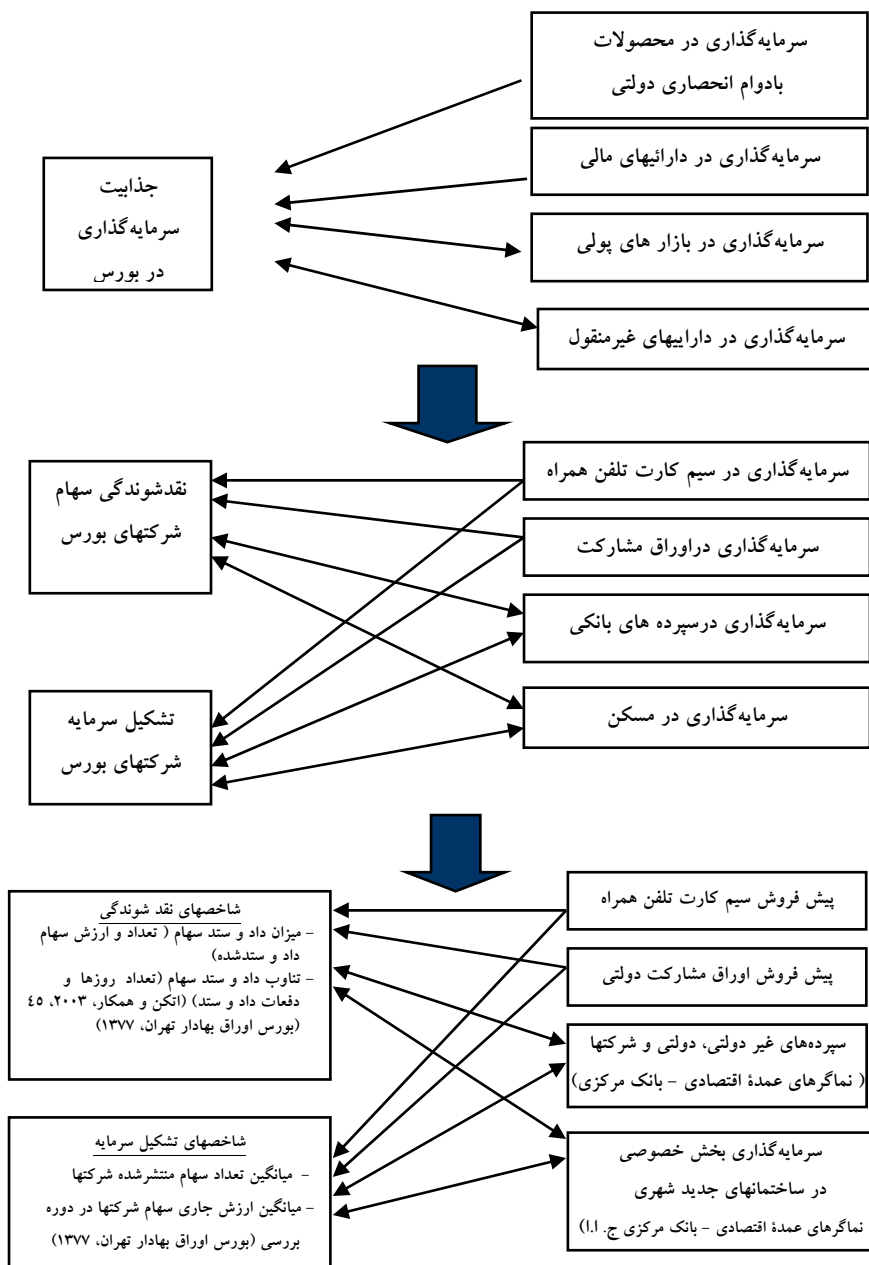 سرمایه‌گذاری در محصولات
بادوام انحصاری دولتی
سرمایه‌گذاری در دارائیهای مالی
سرمایه‌گذاری در بازار های پولی
سرمایه‌گذاری در داراییهای غیرمنقول
جذابیت
سرمایه‌گذاری
در بورس
سرمایه‌گذاری در سیم کارت تلفن همراه
سرمایه‌گذاری دراوراق مشارکت
سرمایه‌گذاری درسپرده های بانکی
سرمایه‌گذاری در مسکن
نقدشوندگی سهام
شرکتهای بورس
تشکیل سرمایه
شرکتهای بورس
پیش فروش سیم کارت تلفن همراه
پیش فروش اوراق مشارکت دولتی
سپرده‌های غیر دولتی، دولتی و شرکتها
( نماگرهای عمدهٔ اقتصادی – بانک مرکزی)
سرمایه‌گذاری بخش خصوصی
در ساختمانهای جدید شهری
نماگرهای عمدهٔ اقتصادی – بانک مرکزی ج. ا.ا)
شاخصهای نقد شوندگی
– میزان داد و ستد سهام ( تعداد و ارزش سهام
داد و ستدشده)
– تناوب داد و ستد سهام (تعداد روزها و
دفعات داد و ستد) (اتکن و همکار، ۲۰۰۳، ٤٥
(بورس اوراق بهادار تهران، ۱۳۷۷)
شاخصهای تشکیل سرمایه
– میانگین تعداد سهام منتشرشده شرکتها
– میانگین ارزش جاری سهام شرکتها در دوره
بررسی (بورس اوراق بهادار تهران، ۱۳۷۷)